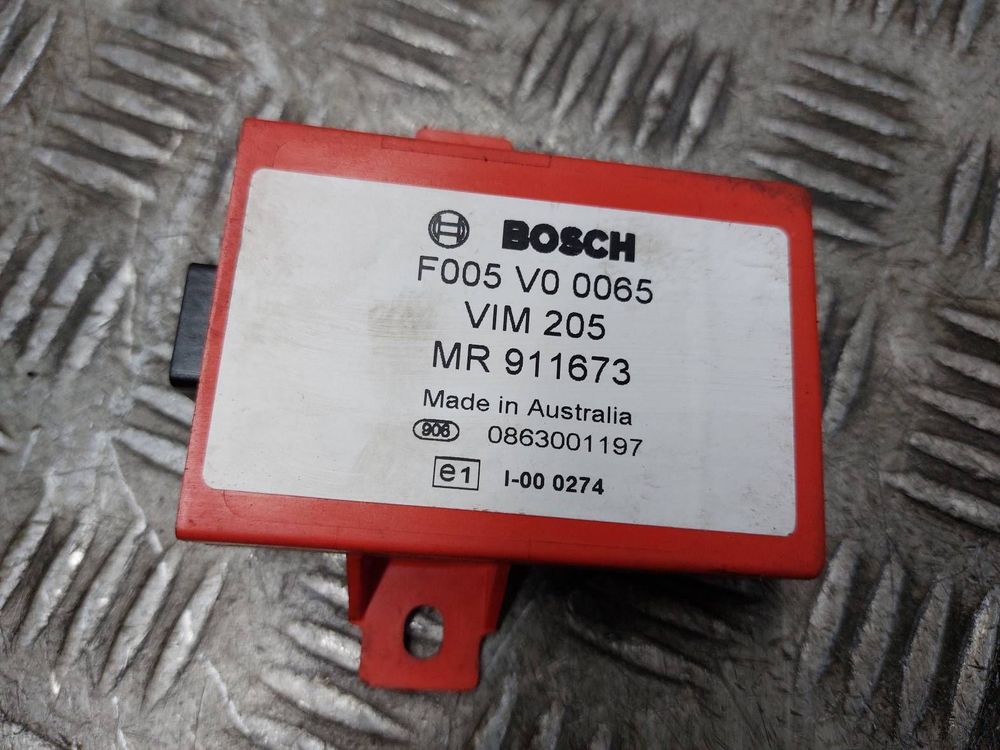 BOSCH
F005 V0 0065
VIM 205
MR 911673
Made in Australia
906 0863001197
e1 I-00 0274